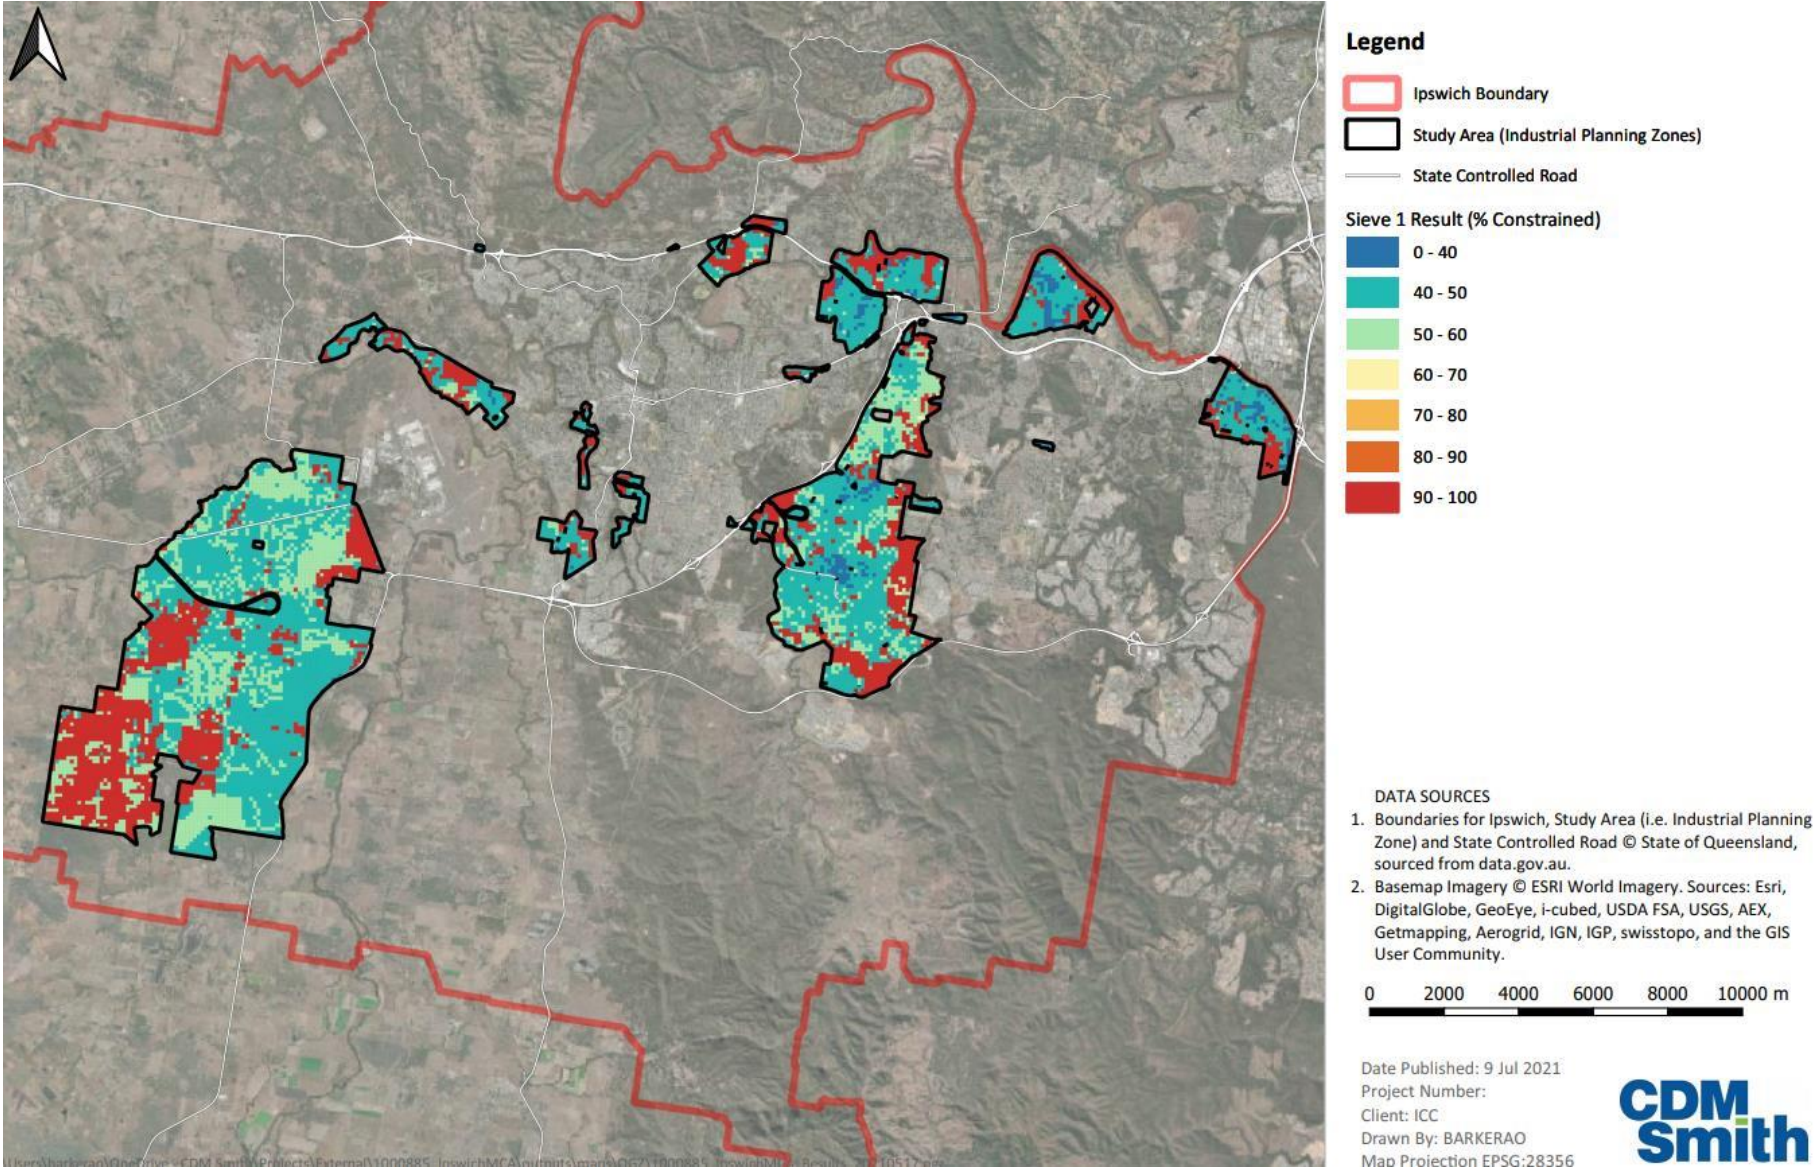 Legend
Ipswich Boundary
Study Area (Industrial Planning Zones)
State Controlled Road
Sieve 1 Result (% Constrained)
0 - 40
40 - 50
50 - 60
60 - 70
70 - 80
80 - 90
90 - 100
DATA SOURCES
1. Boundaries for Ipswich, Study Area (i.e. Industrial Planning
Zone) and State Controlled Road © State of Queensland,
sourced from data.gov.au.
2. Basemap Imagery © ESRI World Imagery. Sources: Esri,
DigitalGlobe, GeoEye, i-cubed, USDA FSA, USGS, AEX,
Getmapping, Aerogrid, IGN, IGP, swisstopo, and the GIS
User Community.
0 2000 4000 6000 8000 10000 m
Date Published: 9 Jul 2021
Project Number:
Client: ICC
Drawn By: BARKERAO
Map Projection EPSG:28356
CDM
Smith